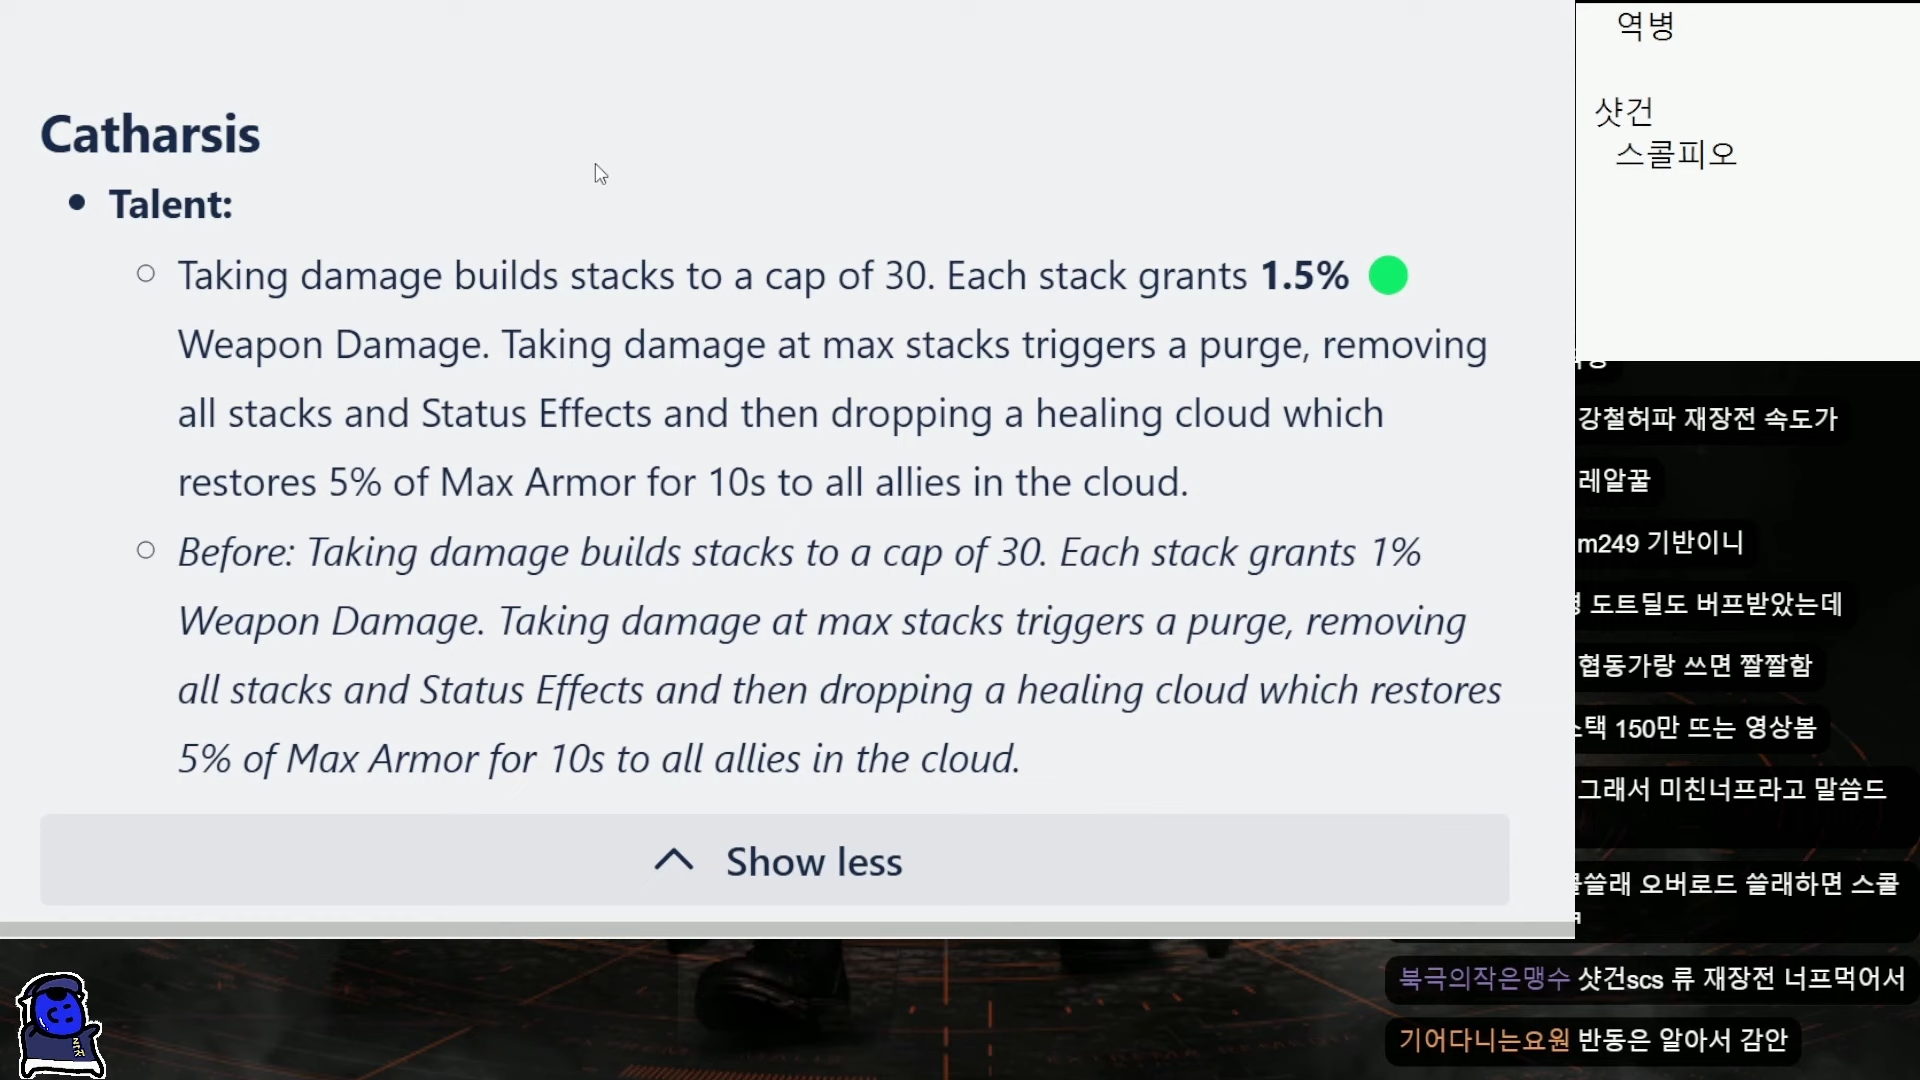 Catharsis
Talent:
Taking damage builds stacks to a cap of 30. Each stack grants 1.5%
Weapon Damage. Taking damage at max stacks triggers a purge, removing
all stacks and Status Effects and then dropping a healing cloud which
restores 5% of Max Armor for 10s to all allies in the cloud.
Before: Taking damage builds stacks to a cap of 30. Each stack grants 1%
Weapon Damage. Taking damage at max stacks triggers a purge, removing
all stacks and Status Effects and then dropping a healing cloud which restores
5% of Max Armor for 10s to all allies in the cloud.
Show less
역병
샷건
스콜피오
강철허파 재장전 속도가
레알꿀
m249 기반이니
도트딜도 버프받았는데
협동가랑 쓰면 짤짤함
150만 뜨는 영상봄
그래서 미친너프라고 말씀드
오버로드 쓸래하면 스콜
북극의작은맹수 샷건scs 류 재장전 너프먹어서
기어다니는요원 반동은 알아서 감안